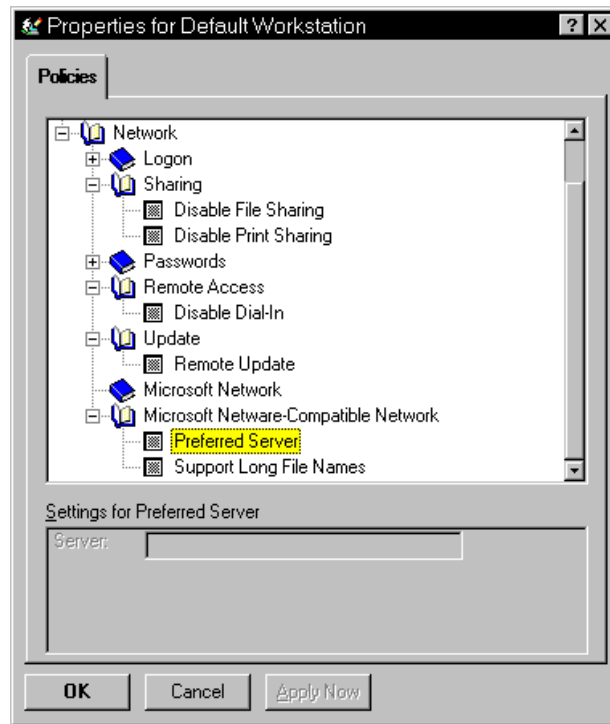 Properties for Default Workstation
Policies
Network
Logon
Sharing
Disable File Sharing
Disable Print Sharing
Passwords
Remote Access
Disable Dial-In
Update
Remote Update
Microsoft Network
Microsoft Netware-Compatible Network
Preferred Server
Support Long File Names
Settings for Preferred Server
Server:
OK Cancel Apply Now